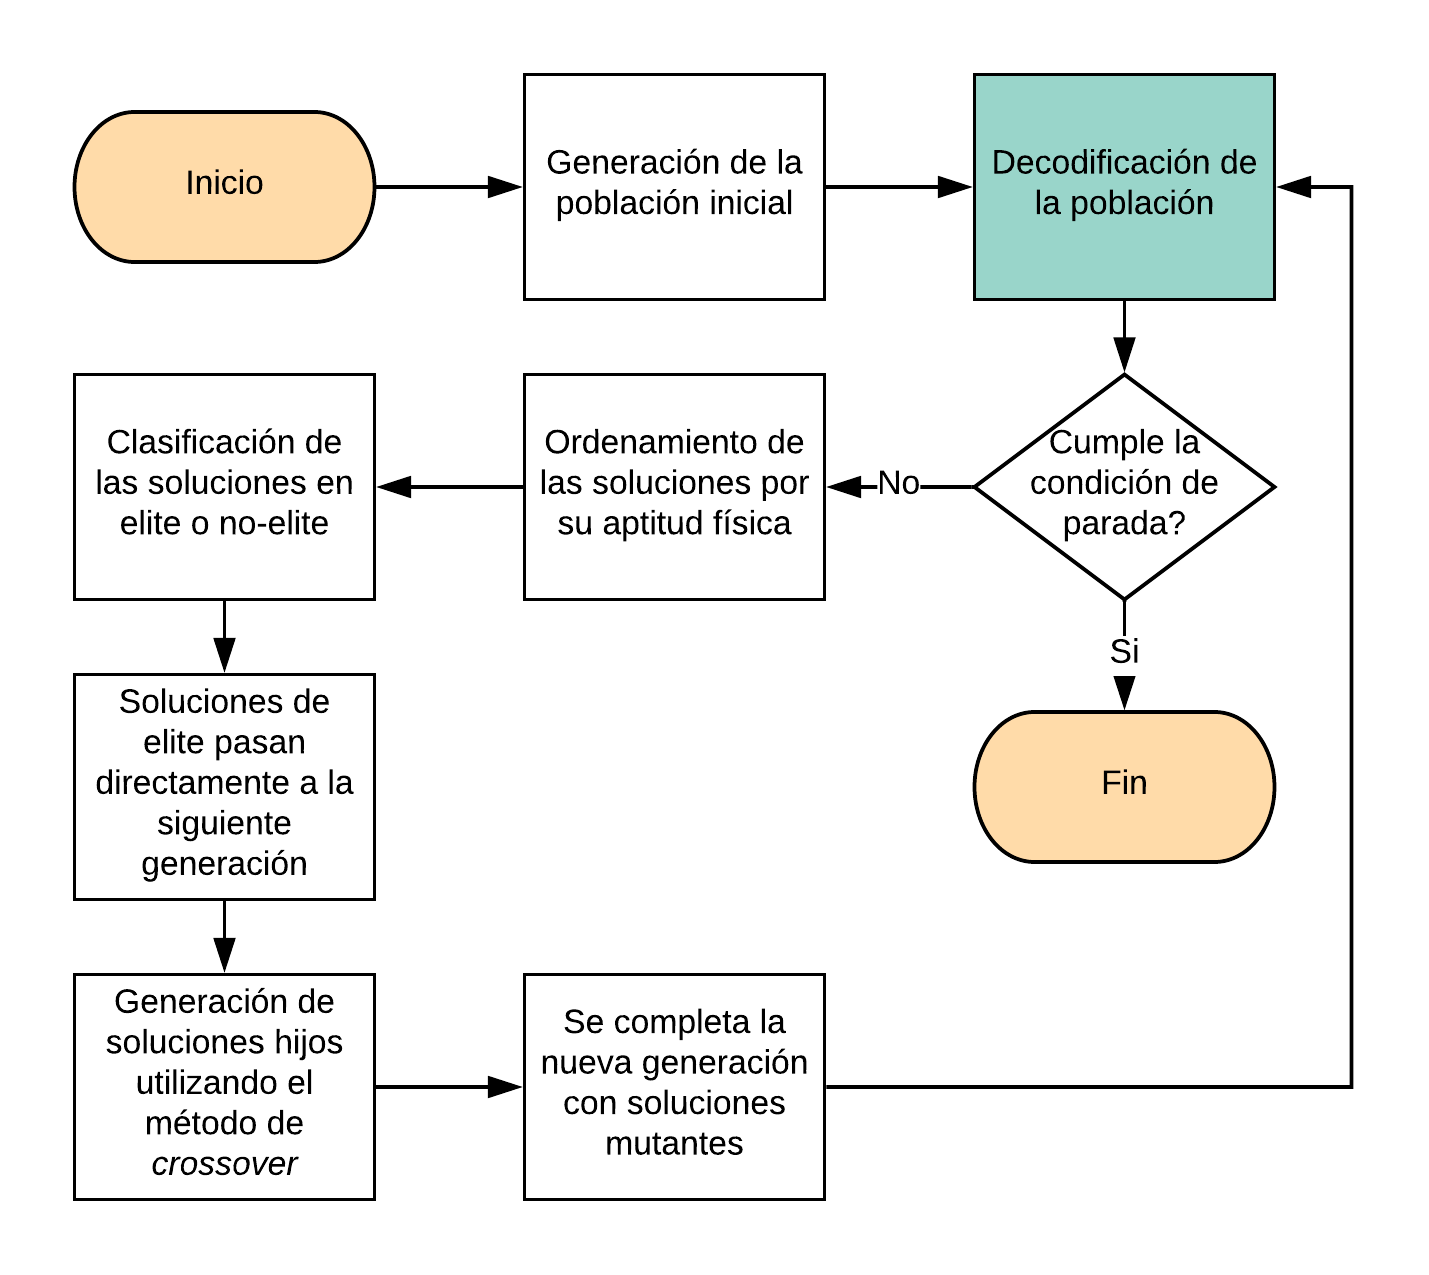 Inicio
Generación de la
población inicial
Decodificación de
la población
Cumple la
condición de
parada?
No
Ordenamiento de
las soluciones por
su aptitud física
Clasificación de
las soluciones en
elite o no-elite
Si
Fin
Soluciones de
elite pasan
directamente a la
siguiente
generación
Generación de
soluciones hijos
utilizando el
método de
crossover
Se completa la
nueva generación
con soluciones
mutantes